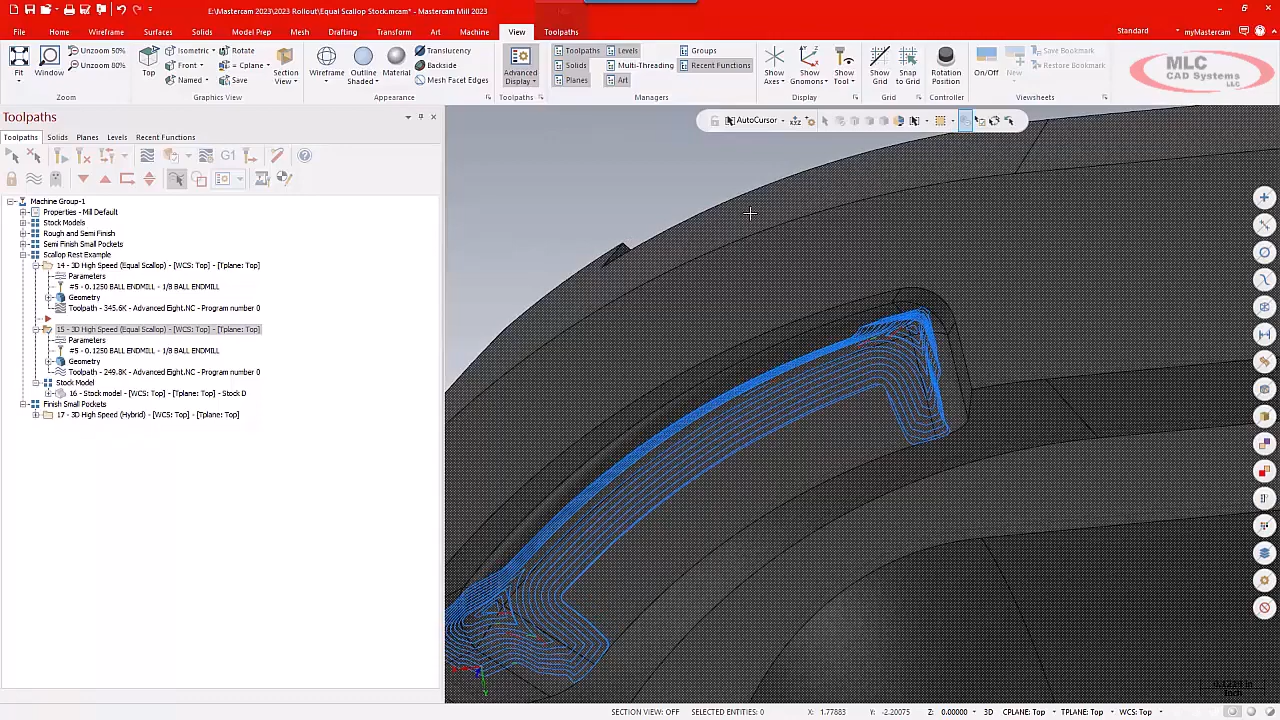 E:\Mastercam 2023\2023 Rollout\Equal Scallop Stock.mcam* - Mastercam Mill 2023
File Home Wireframe Surfaces Solids Model Prep Mesh Drafting Transform Art Machine View Toolpaths Standard myMastercam
Fit Window Unzoom 50% Unzoom 80% Zoom
Top Isometric Front Named Rotate = Cplane Save Section View Graphics View
Wireframe Outline Shaded Material Translucency Backside Mesh Facet Edges Appearance
Advanced Display Toolpaths
Toolpaths Solids Planes Levels Multi-Threading Art Groups Recent Functions Managers
Show Axes Show Gnomons Show Tool Display
Show Grid Snap to Grid Grid
Rotation Position Controller
On/Off New Save Bookmark Restore Bookmark Viewsheets
MLC
CAD Systems
LLC
Toolpaths
Toolpaths Solids Planes Levels Recent Functions
AutoCursor
G1
Machine Group-1
Properties - Mill Default
Stock Models
Rough and Semi Finish
Semi Finish Small Pockets
Scallop Rest Example
14 - 3D High Speed (Equal Scallop) - [WCS: Top] - [Tplane: Top]
Parameters
#5 - 0.1250 BALL ENDMILL - 1/8 BALL ENDMILL
Geometry
Toolpath - 345.6K - Advanced Eight.NC - Program number 0
15 - 3D High Speed (Equal Scallop) - [WCS: Top] - [Tplane: Top]
Parameters
#5 - 0.1250 BALL ENDMILL - 1/8 BALL ENDMILL
Geometry
Toolpath - 249.8K - Advanced Eight.NC - Program number 0
Stock Model
16 - Stock model - [WCS: Top] - [Tplane: Top] - Stock D
Finish Small Pockets
17 - 3D High Speed (Hybrid) - [WCS: Top] - [Tplane: Top]
Inch
SECTION VIEW: OFF SELECTED ENTITIES: 0 X: 1.77883 Y: -2.20075 Z: 0.00000 3D CPLANE: Top TPLANE: Top WCS: Top